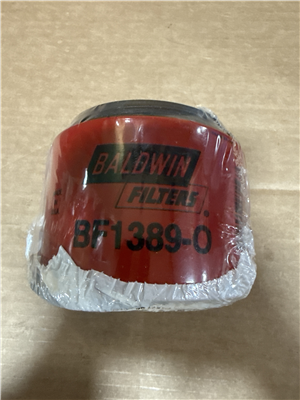 BALDWIN
FILTERS
®
BF1389-O